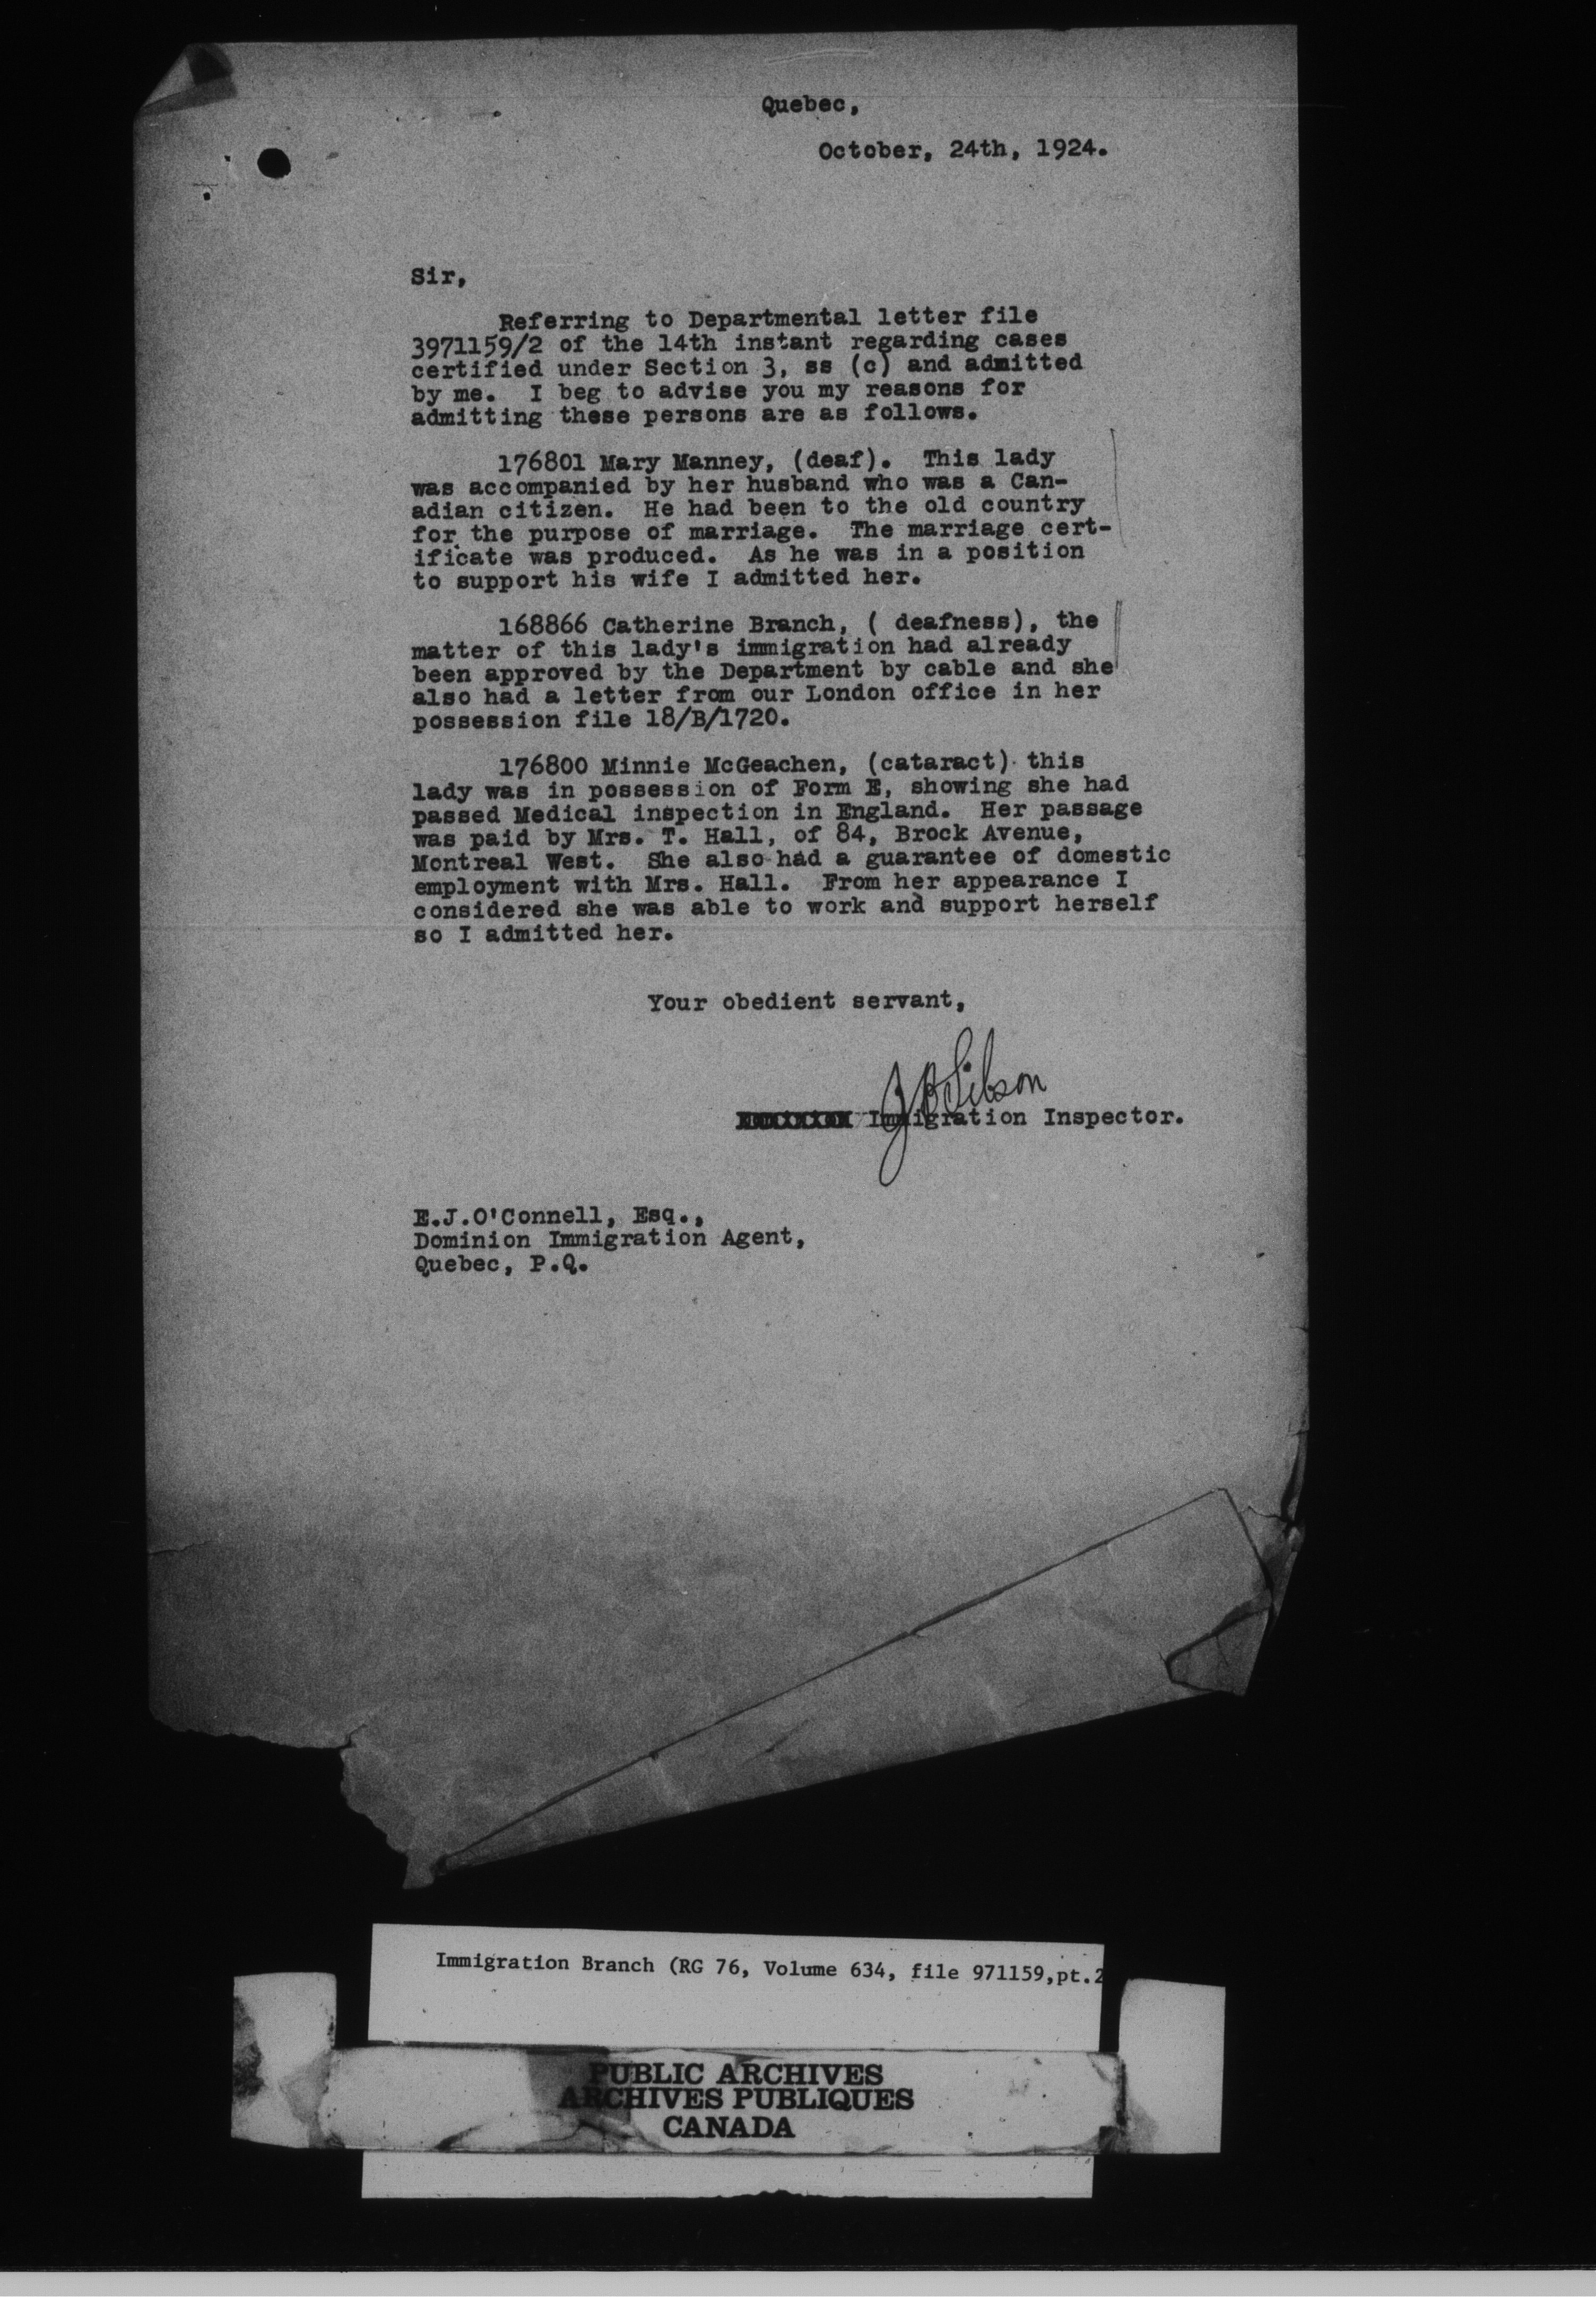 Quebec,
October, 24th, 1924.
Sir,
Referring to Departmental letter file
3971159/2 of the 14th instant regarding cases
certified under Section 3, ss (c) and admitted
by me. I beg to advise you my reasons for
admitting these persons are as follows.
176801 Mary Manney, (deaf). This lady
was accompanied by her husband who was a Can-
adian citizen. He had been to the old country
for the purpose of marriage. The marriage cert-
ificate was produced. As he was in a position
to support his wife I admitted her.
168866 Catherine Branch, ( deafness), the
matter of this lady's immigration had already
been approved by the Department by cable and she
also had a letter from our London office in her
possession file 18/B/1720.
176800 Minnie McGeachen, (cataract) this
lady was in possession of Form E, showing she had
passed Medical inspection in England. Her passage
was paid by Mrs. T. Hall, of 84, Brock Avenue,
Montreal West. She also had a guarantee of domestic
employment with Mrs. Hall. From her appearance I
considered she was able to work and support herself
so I admitted her.
Your obedient servant,
Immigration Inspector.
E.J.O'Connell, Esq.,
Dominion Immigration Agent,
Quebec, P.Q.
Immigration Branch (RG 76, Volume 634, file 971159,pt.2
PUBLIC ARCHIVES
ARCHIVES PUBLIQUES
CANADA